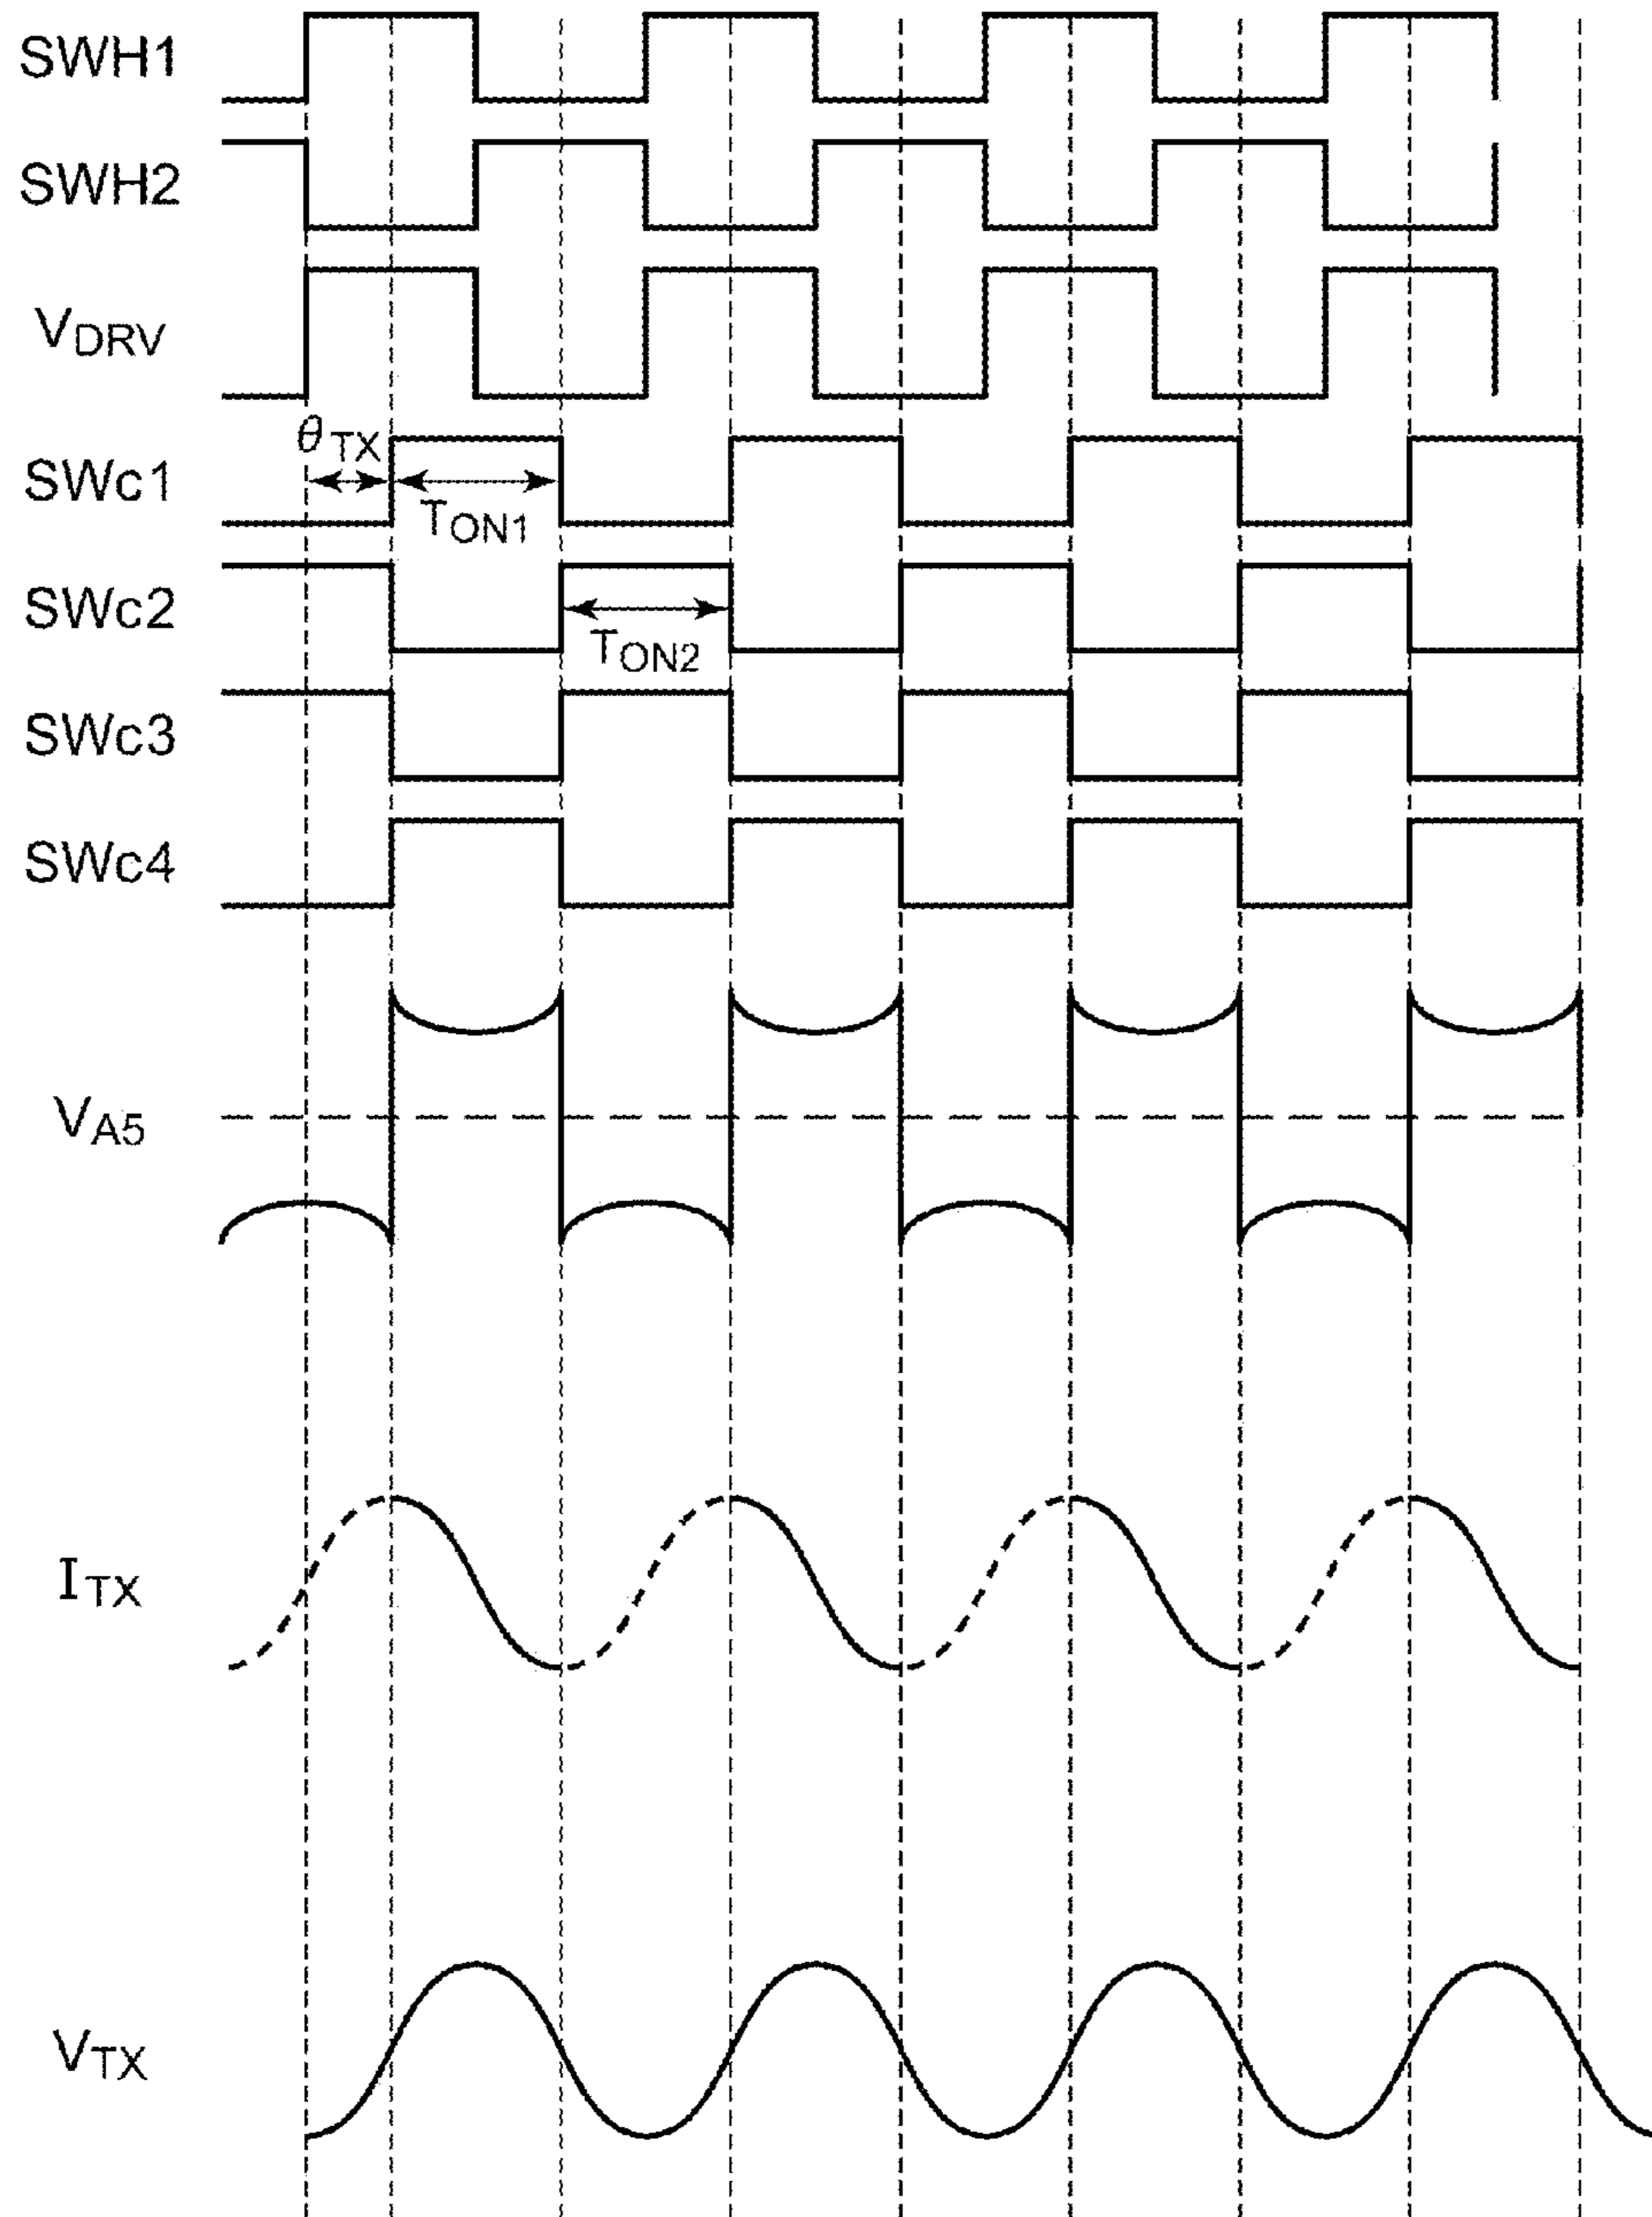 SWH1
SWH2
VDRV
θTX
SWc1
TON1
SWc2
TON2
SWc3
SWc4
VA5
ITX
VTX